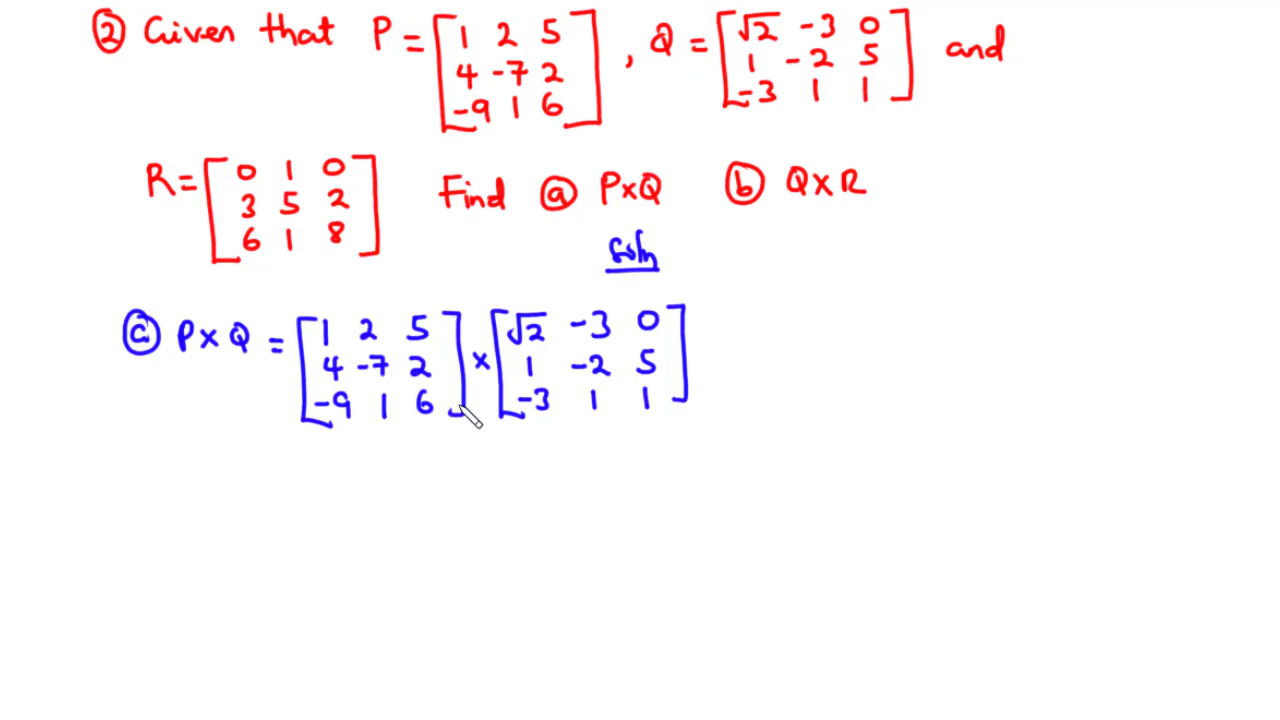 ② Given that P = [1 2 5
4 -7 2
-9 1 6] , Q = [√2 -3 0
1 -2 5
-3 1 1] and
R = [0 1 0
3 5 2
6 1 8] Find ⓐ P×Q ⓑ Q×R
soln
ⓐ P×Q = [1 2 5
4 -7 2
-9 1 6] × [√2 -3 0
1 -2 5
-3 1 1]